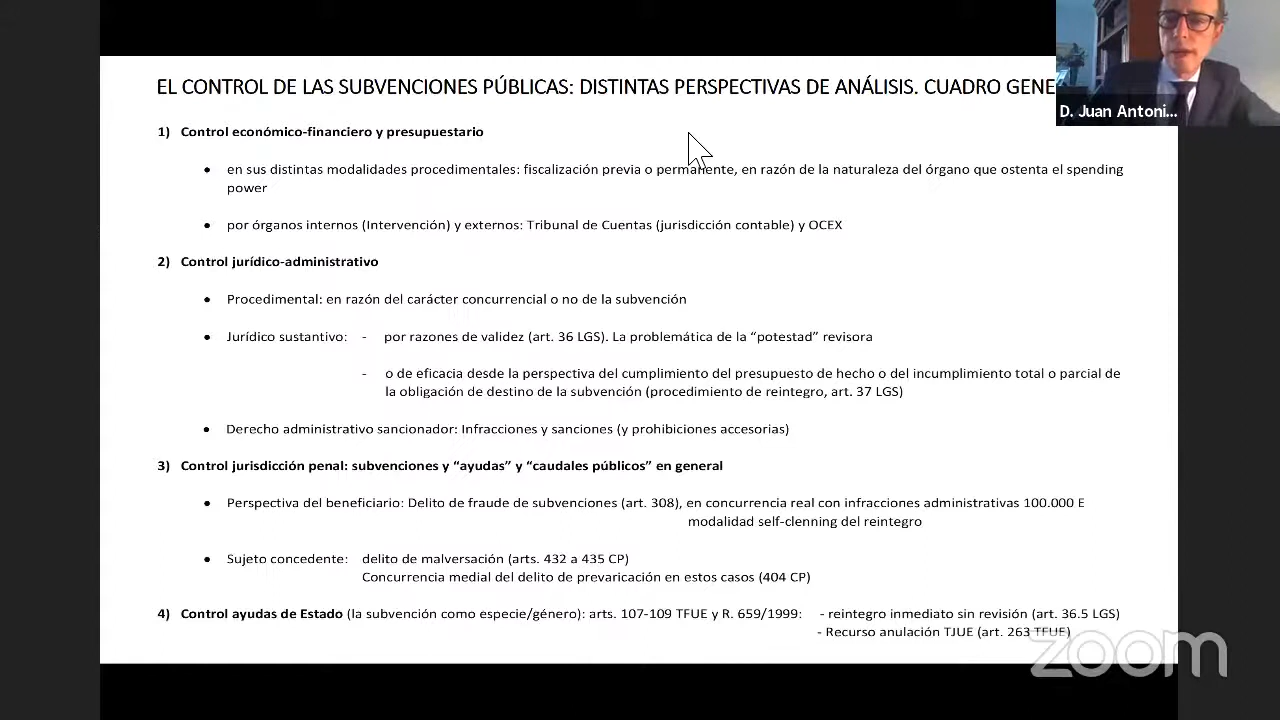 EL CONTROL DE LAS SUBVENCIONES PÚBLICAS: DISTINTAS PERSPECTIVAS DE ANÁLISIS. CUADRO GENE
D. Juan Antoni...
1) Control económico-financiero y presupuestario
• en sus distintas modalidades procedimentales: fiscalización previa o permanente, en razón de la naturaleza del órgano que ostenta el spending
power
• por órganos internos (Intervención) y externos: Tribunal de Cuentas (jurisdicción contable) y OCEX
2) Control jurídico-administrativo
• Procedimental: en razón del carácter concurrencial o no de la subvención
• Jurídico sustantivo: - por razones de validez (art. 36 LGS). La problemática de la “potestad” revisora
- o de eficacia desde la perspectiva del cumplimiento del presupuesto de hecho o del incumplimiento total o parcial de
la obligación de destino de la subvención (procedimiento de reintegro, art. 37 LGS)
• Derecho administrativo sancionador: Infracciones y sanciones (y prohibiciones accesorias)
3) Control jurisdicción penal: subvenciones y “ayudas” y “caudales públicos” en general
• Perspectiva del beneficiario: Delito de fraude de subvenciones (art. 308), en concurrencia real con infracciones administrativas 100.000 E
modalidad self-clenning del reintegro
• Sujeto concedente: delito de malversación (arts. 432 a 435 CP)
Concurrencia medial del delito de prevaricación en estos casos (404 CP)
4) Control ayudas de Estado (la subvención como especie/género): arts. 107-109 TFUE y R. 659/1999: - reintegro inmediato sin revisión (art. 36.5 LGS)
- Recurso anulación TJUE (art. 263 TFUE)
zoom